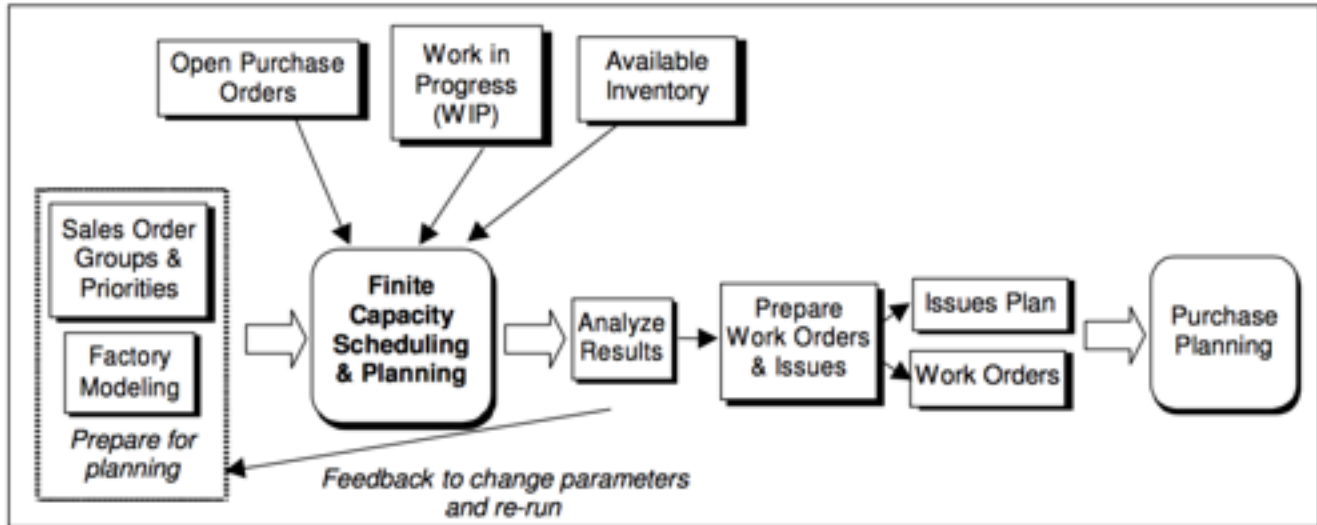 Open Purchase
Orders
Work in
Progress
(WIP)
Available
Inventory
Sales Order
Groups &
Priorities
Factory
Modeling
Prepare for
planning
Finite
Capacity
Scheduling
& Planning
Analyze
Results
Prepare
Work Orders
& Issues
Issues Plan
Work Orders
Purchase
Planning
Feedback to change parameters
and re-run